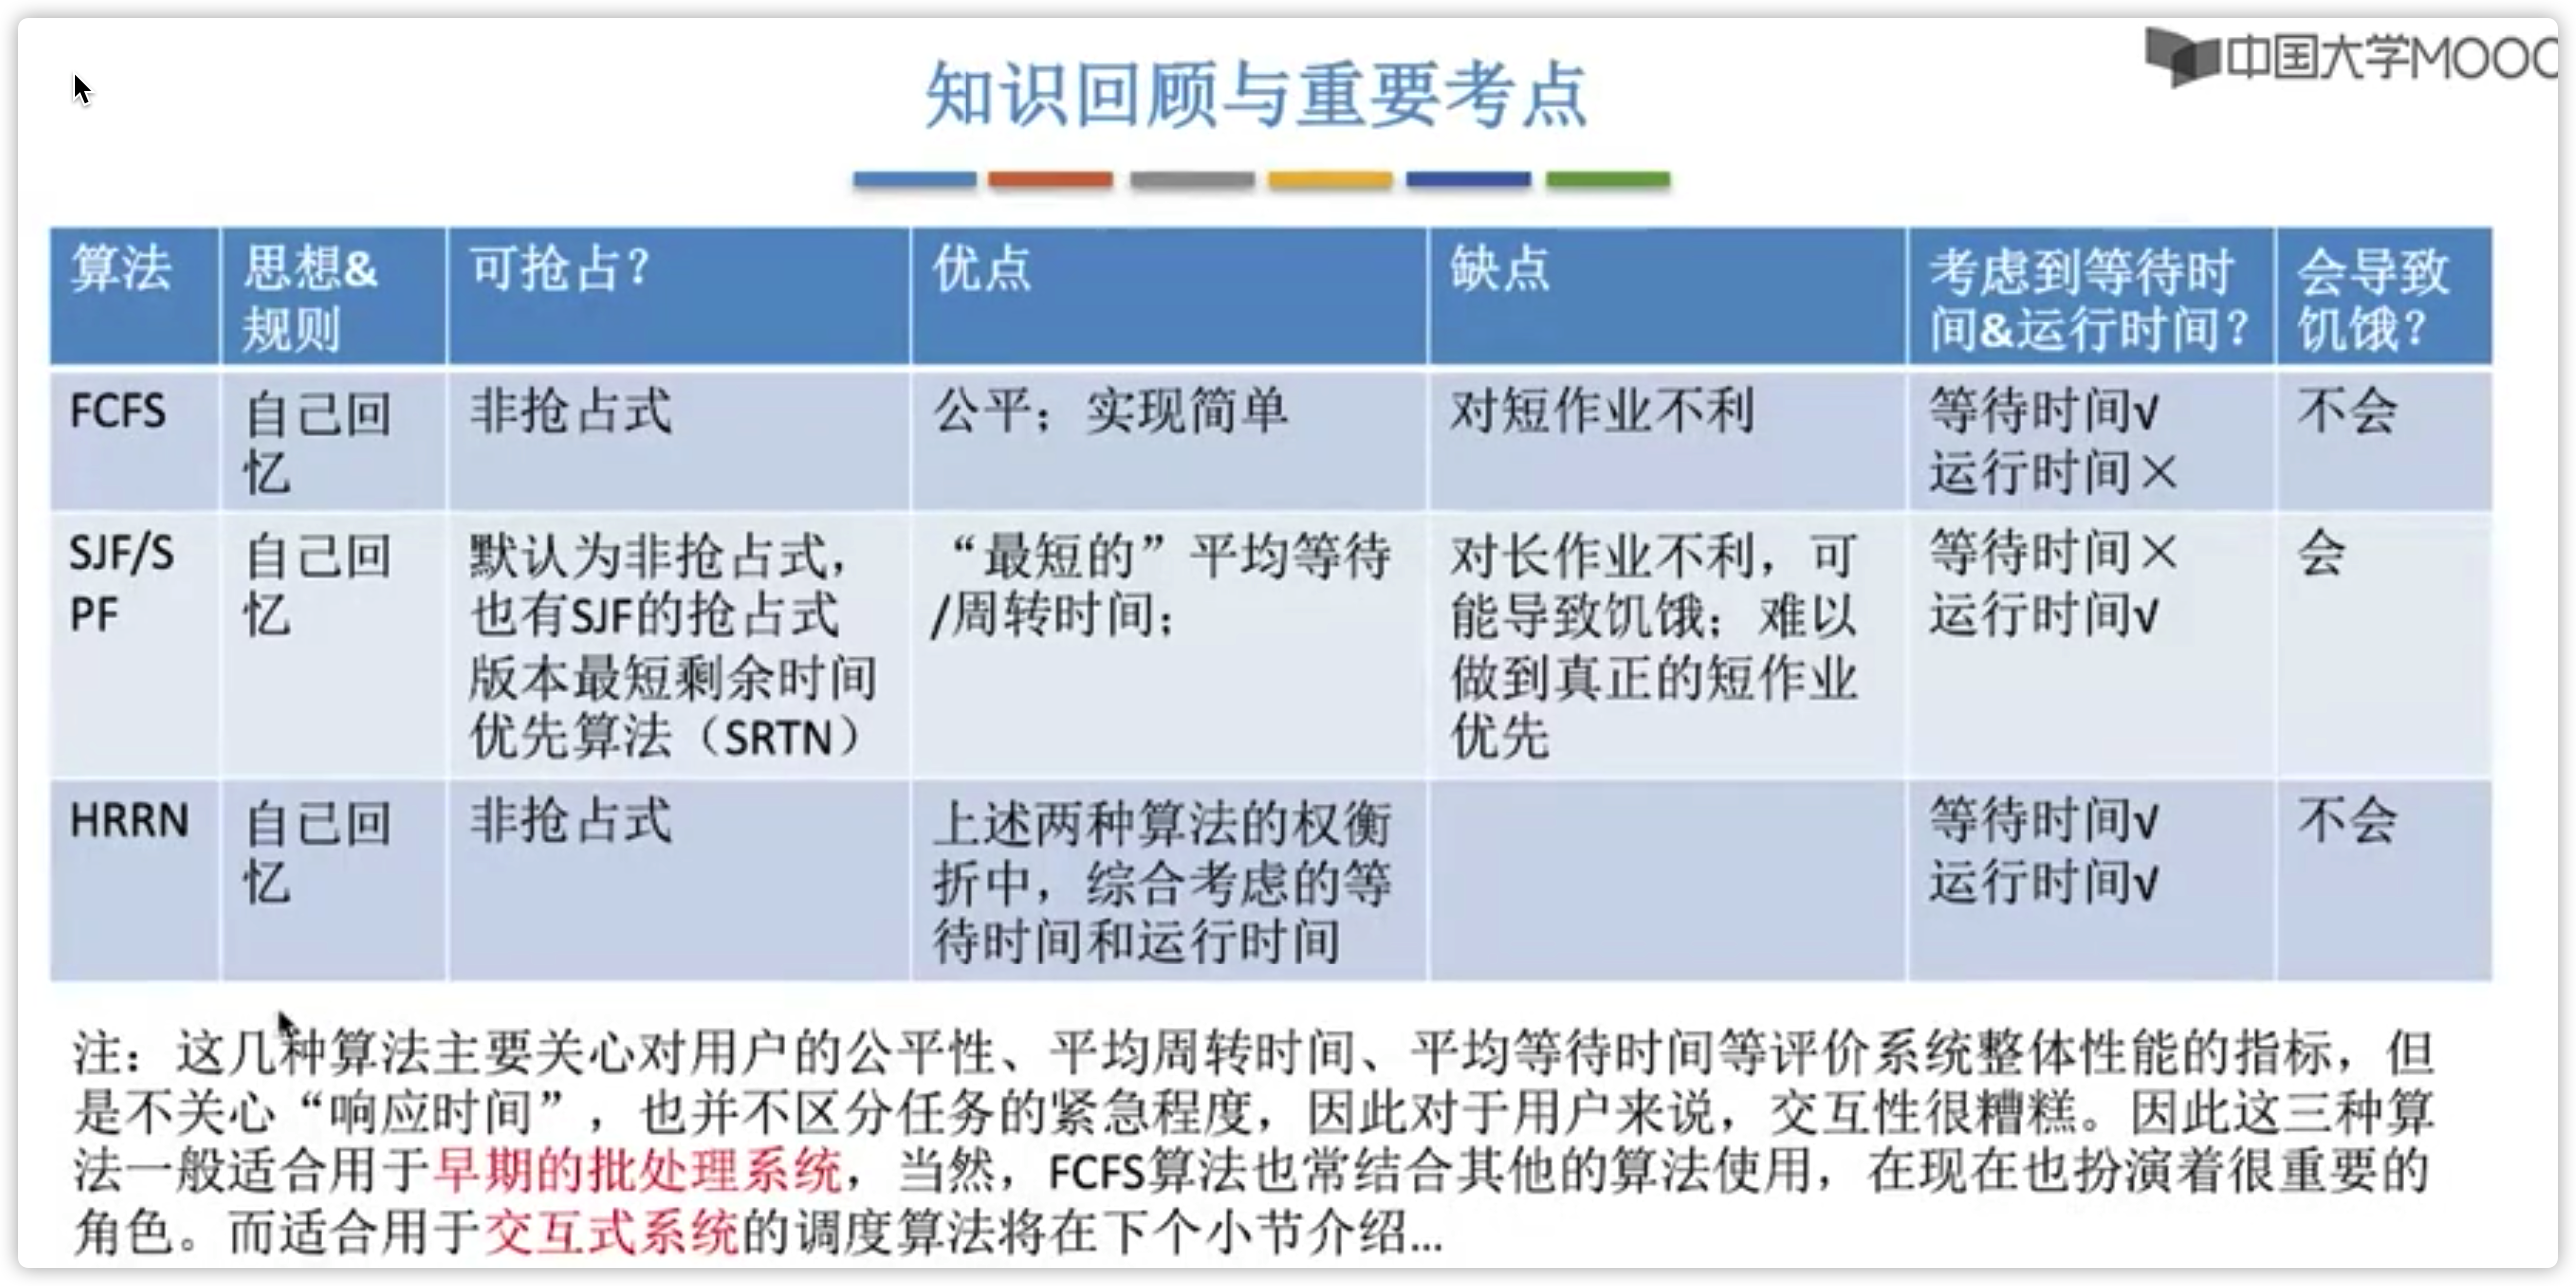 中国大学MOOC
知识回顾与重要考点
算法
思想&
规则
可抢占？
优点
缺点
考虑到等待时
间&运行时间？
会导致
饥饿？
FCFS
自己回
忆
非抢占式
公平；实现简单
对短作业不利
等待时间√
运行时间×
不会
SJF/S
PF
自己回
忆
默认为非抢占式，
也有SJF的抢占式
版本最短剩余时间
优先算法（SRTN）
“最短的”平均等待
/周转时间；
对长作业不利，可
能导致饥饿；难以
做到真正的短作业
优先
等待时间×
运行时间√
会
HRRN
自己回
忆
非抢占式
上述两种算法的权衡
折中，综合考虑的等
待时间和运行时间
等待时间√
运行时间√
不会
注：这几种算法主要关心对用户的公平性、平均周转时间、平均等待时间等评价系统整体性能的指标，但
是不关心“响应时间”，也并不区分任务的紧急程度，因此对于用户来说，交互性很糟糕。因此这三种算
法一般适合用于早期的批处理系统，当然，FCFS算法也常结合其他的算法使用，在现在也扮演着很重要的
角色。而适合用于交互式系统的调度算法将在下个小节介绍...